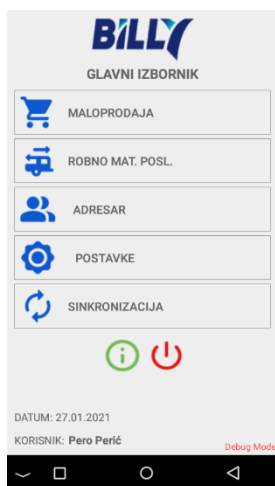 BiLLY
GLAVNI IZBORNIK
MALOPRODAJA
ROBNO MAT. POSL.
ADRESAR
POSTAVKE
SINKRONIZACIJA
DATUM: 27.01.2021
KORISNIK: Pero Perić
Debug Mode